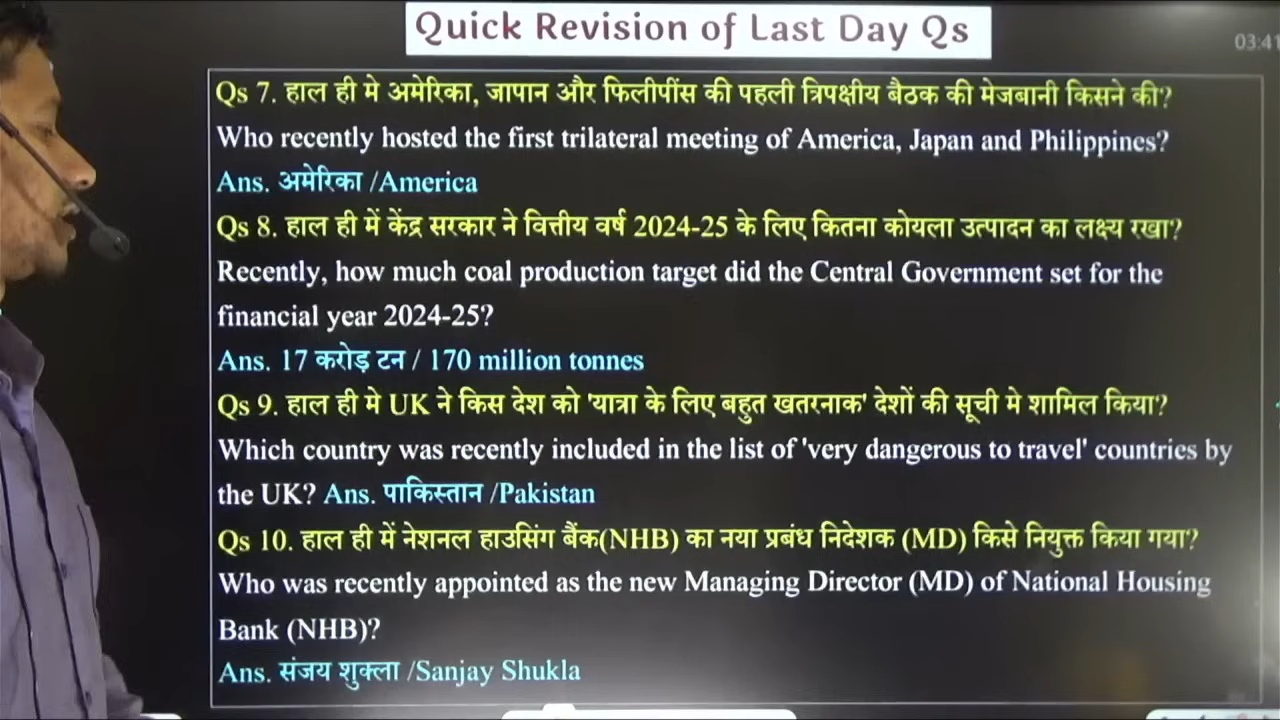 Quick Revision of Last Day Qs
03:41
Qs 7. हाल ही मे अमेरिका, जापान और फिलीपींस की पहली त्रिपक्षीय बैठक की मेजबानी किसने की?
Who recently hosted the first trilateral meeting of America, Japan and Philippines?
Ans. अमेरिका /America
Qs 8. हाल ही में केंद्र सरकार ने वित्तीय वर्ष 2024-25 के लिए कितना कोयला उत्पादन का लक्ष्य रखा?
Recently, how much coal production target did the Central Government set for the
financial year 2024-25?
Ans. 17 करोड़ टन / 170 million tonnes
Qs 9. हाल ही मे UK ने किस देश को 'यात्रा के लिए बहुत खतरनाक' देशों की सूची मे शामिल किया?
Which country was recently included in the list of 'very dangerous to travel' countries by
the UK? Ans. पाकिस्तान /Pakistan
Qs 10. हाल ही में नेशनल हाउसिंग बैंक(NHB) का नया प्रबंध निदेशक (MD) किसे नियुक्त किया गया?
Who was recently appointed as the new Managing Director (MD) of National Housing
Bank (NHB)?
Ans. संजय शुक्ला /Sanjay Shukla